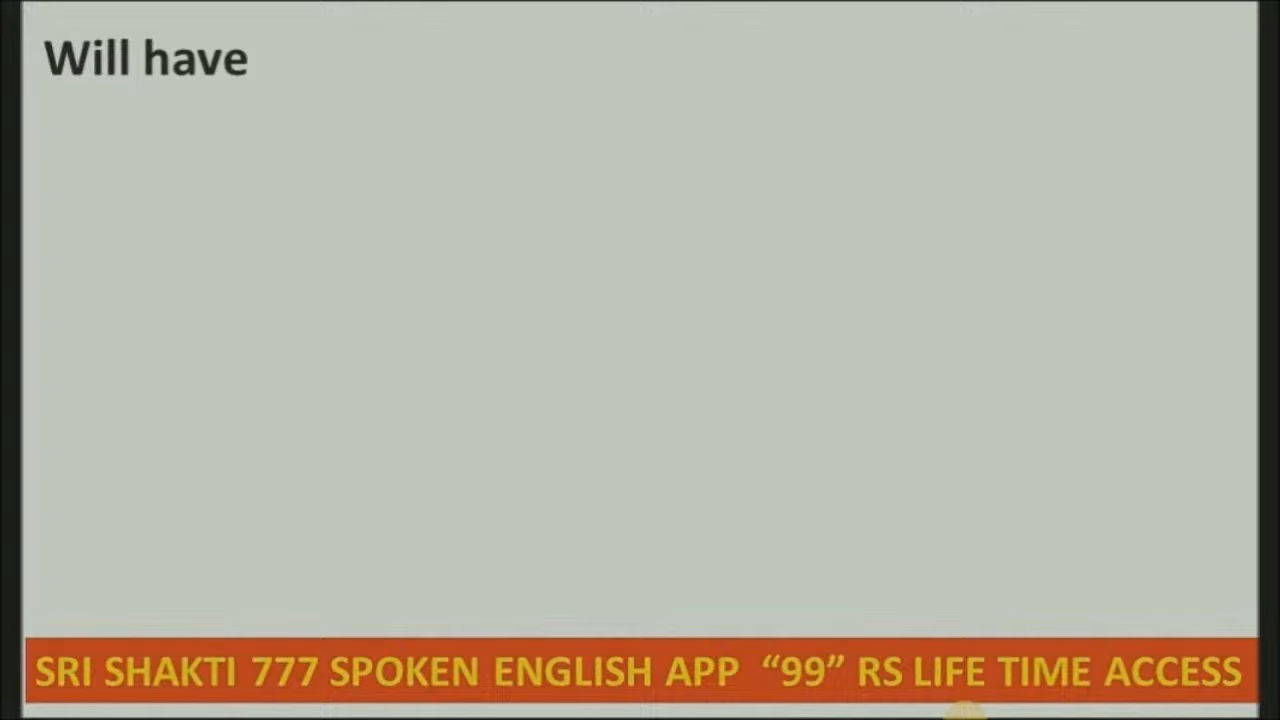 Will have
SRI SHAKTI 777 SPOKEN ENGLISH APP “99” RS LIFE TIME ACCESS